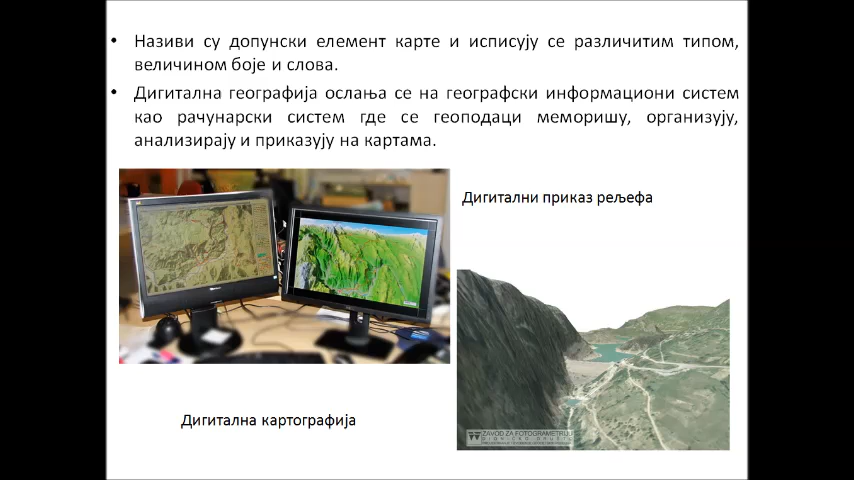 • Називи су допунски елемент карте и исписују се различитим типом,
величином боје и слова.
• Дигитална географија ослања се на географски информациони систем
као рачунарски систем где се геоподаци меморишу, организују,
анализирају и приказују на картама.
Дигитални приказ рељефа
Дигитална картографија
ZAVOD ZA FOTOGRAMETRIJU
DIONIČKO DRUŠTVO